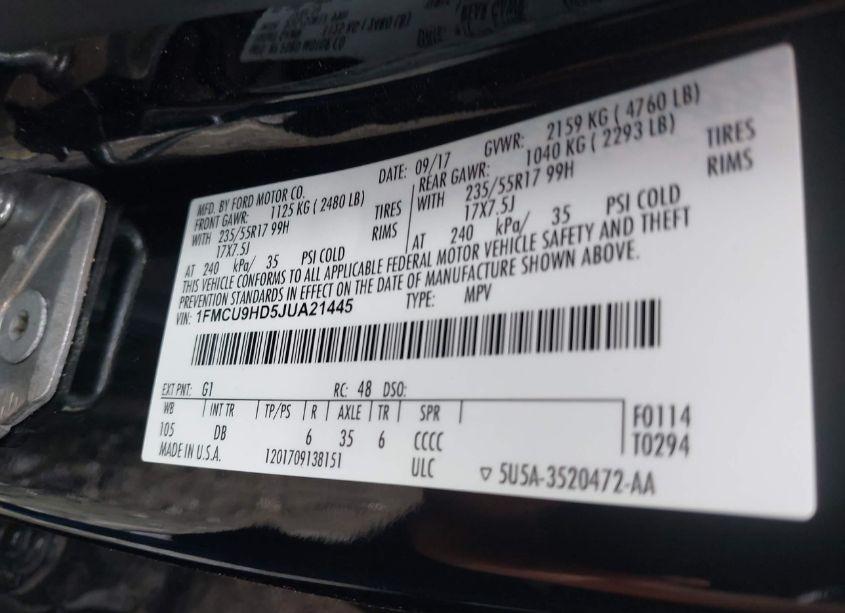 MFD. BY FORD MOTOR CO.
DATE: 09/17 GVWR: 2159 KG ( 4760 LB)
FRONT GAWR: 1125 KG ( 2480 LB) REAR GAWR: 1040 KG ( 2293 LB)
WITH 235/55R17 99H TIRES WITH 235/55R17 99H TIRES
17X7.5J RIMS 17X7.5J RIMS
AT 240 kPa/ 35 PSI COLD AT 240 kPa/ 35 PSI COLD
THIS VEHICLE CONFORMS TO ALL APPLICABLE FEDERAL MOTOR VEHICLE SAFETY AND THEFT
PREVENTION STANDARDS IN EFFECT ON THE DATE OF MANUFACTURE SHOWN ABOVE.
VIN: 1FMCU9HD5JUA21445 TYPE: MPV
EXT PNT: G1 RC: 48 DSO:
WB INT TR TP/PS R AXLE TR SPR F0114
105 DB 6 35 6 CCCC T0294
MADE IN U.S.A. 1201709138151 ULC 5U5A-3520472-AA